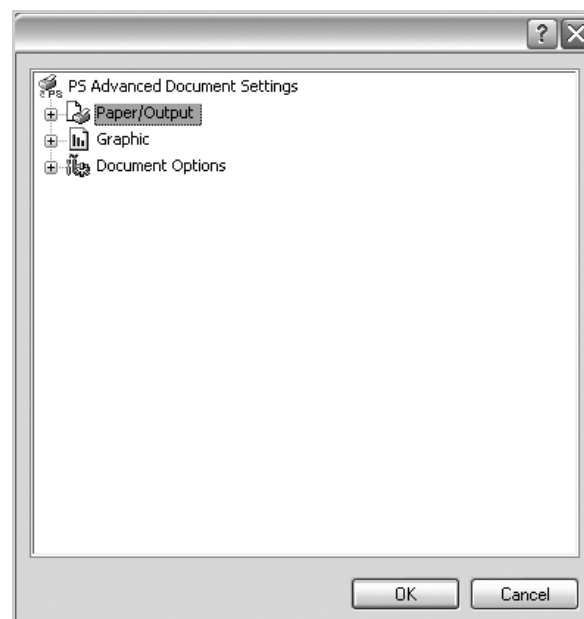 PS Advanced Document Settings
Paper/Output
Graphic
Document Options
OK
Cancel